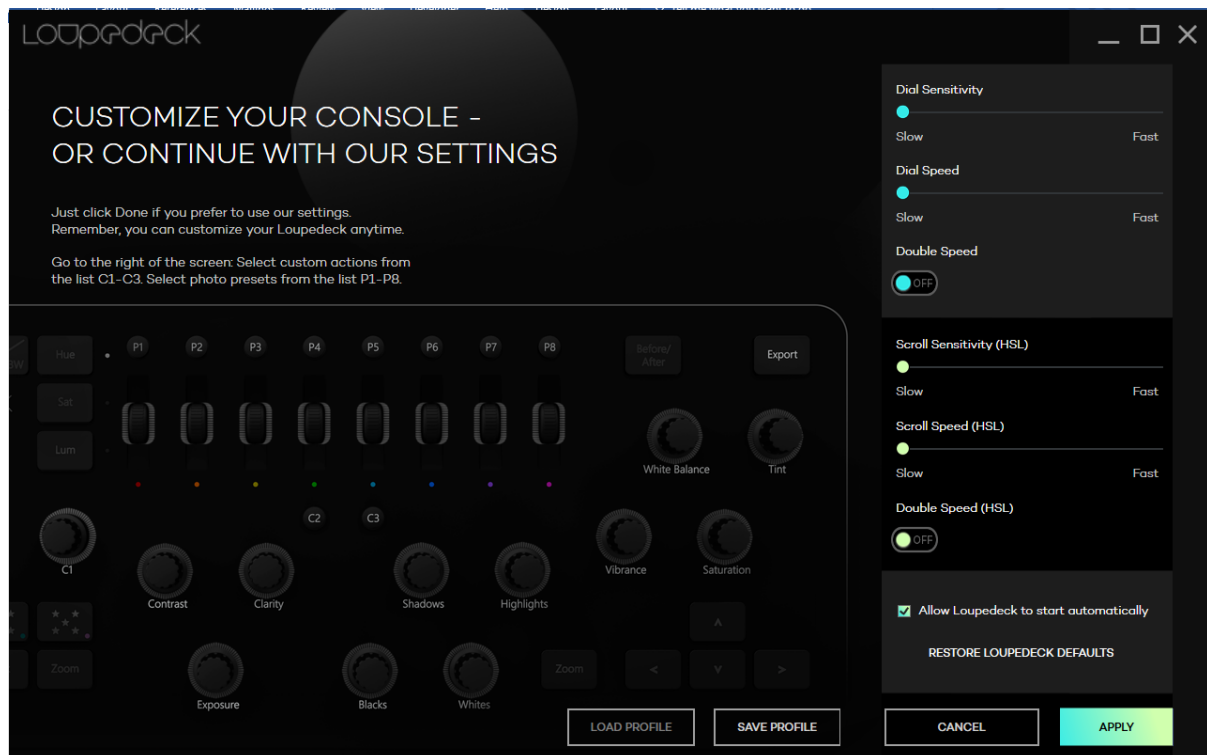 Loupedeck
CUSTOMIZE YOUR CONSOLE -
OR CONTINUE WITH OUR SETTINGS
Just click Done if you prefer to use our settings.
Remember, you can customize your Loupedeck anytime.
Go to the right of the screen: Select custom actions from
the list C1-C3. Select photo presets from the list P1-P8.
Hue
P1 P2 P3 P4 P5 P6 P7 P8
Before/
After
Export
Sat
Lum
White Balance
Tint
C2 C3
C1
Vibrance
Saturation
Contrast
Clarity
Shadows
Highlights
Zoom
Zoom
<
v
>
Exposure
Blacks
Whites
LOAD PROFILE
SAVE PROFILE
Dial Sensitivity
Slow Fast
Dial Speed
Slow Fast
Double Speed
OFF
Scroll Sensitivity (HSL)
Slow Fast
Scroll Speed (HSL)
Slow Fast
Double Speed (HSL)
OFF
Allow Loupedeck to start automatically
RESTORE LOUPEDECK DEFAULTS
CANCEL
APPLY